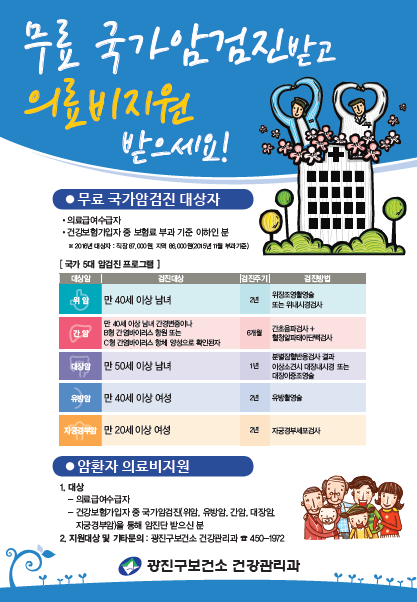 무료 국가암검진받고
의료비지원
받으세요!
● 무료 국가암검진 대상자
• 의료급여수급자
• 건강보험가입자 중 보험료 부과 기준 이하인 분
※ 2016년 대상자 : 직장 87,000원, 지역 86,000원(2015년 11월 부과기준)
[ 국가 5대 암검진 프로그램 ]
대상암 검진대상 검진주기 검진방법
위 암 만 40세 이상 남녀 2년 위장조영촬영술
또는 위내시경검사
간 암 만 40세 이상 남녀 간경변증이나
B형 간염바이러스 항원 또는
C형 간염바이러스 항체 양성으로 확인된자 6개월 간초음파검사 +
혈청알파태아단백검사
대장암 만 50세 이상 남녀 1년 분별잠혈반응검사 결과
이상소견시 대장내시경 또는
대장이중조영술
유방암 만 40세 이상 여성 2년 유방촬영술
자궁경부암 만 20세 이상 여성 2년 자궁경부세포검사
● 암환자 의료비지원
1. 대상
– 의료급여수급자
– 건강보험가입자 중 국가암검진(위암, 유방암, 간암, 대장암,
자궁경부암)을 통해 암진단 받으신 분
2. 지원대상 및 기타문의 : 광진구보건소 건강관리과 ☎ 450-1972
광진구보건소 건강관리과